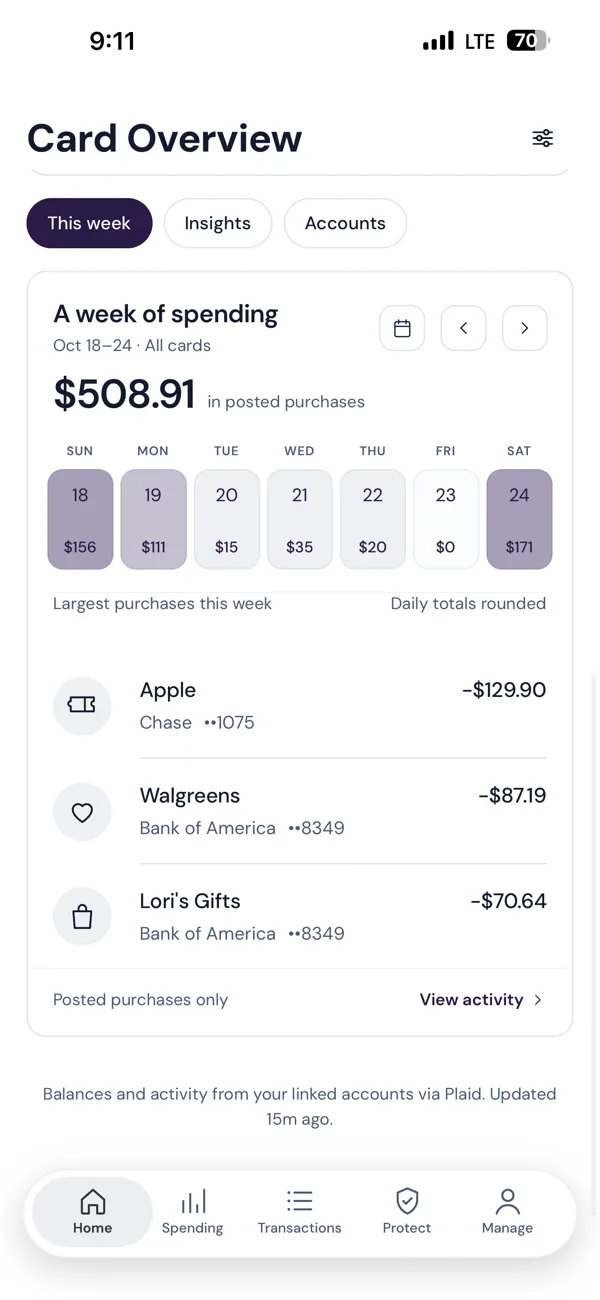 9:11 LTE 70
Card Overview
This week Insights Accounts
A week of spending
Oct 18–24 · All cards
$508.91 in posted purchases
SUN MON TUE WED THU FRI SAT
18 19 20 21 22 23 24
$156 $111 $15 $35 $20 $0 $171
Largest purchases this week Daily totals rounded
Apple -$129.90
Chase ••1075
Walgreens -$87.19
Bank of America ••8349
Lori's Gifts -$70.64
Bank of America ••8349
Posted purchases only View activity
Balances and activity from your linked accounts via Plaid. Updated
15m ago.
Home Spending Transactions Protect Manage